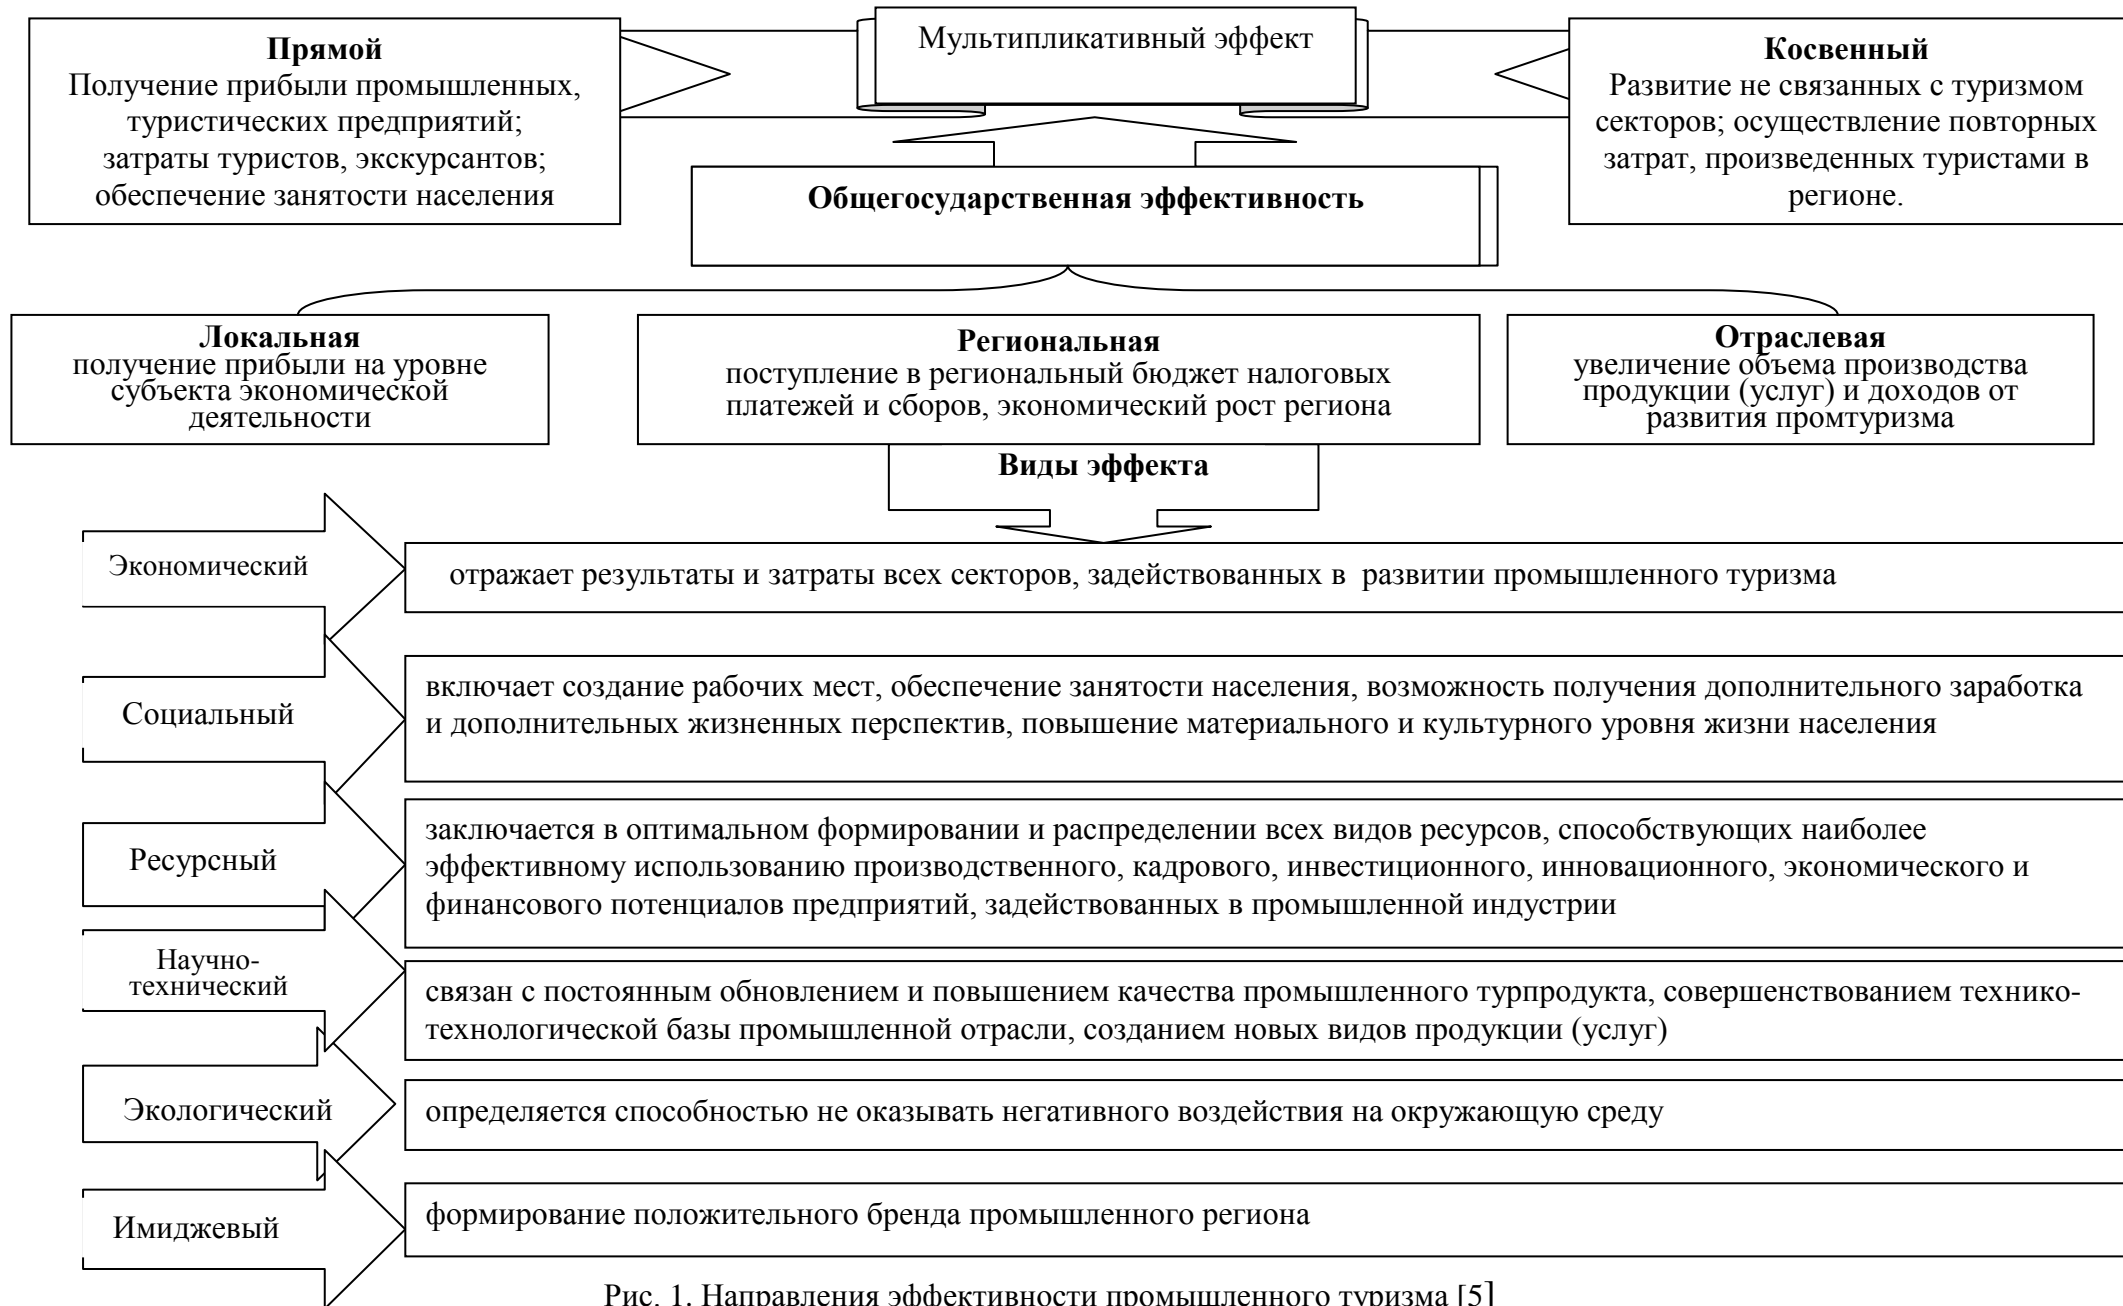 Мультипликативный эффект
Прямой
Получение прибыли промышленных,
туристических предприятий;
затраты туристов, экскурсантов;
обеспечение занятости населения
Косвенный
Развитие не связанных с туризмом
секторов; осуществление повторных
затрат, произведенных туристами в
регионе.
Общегосударственная эффективность
Локальная
получение прибыли на уровне
субъекта экономической
деятельности
Региональная
поступление в региональный бюджет налоговых
платежей и сборов, экономический рост региона
Отраслевая
увеличение объема производства
продукции (услуг) и доходов от
развития промтуризма
Виды эффекта
Экономический
отражает результаты и затраты всех секторов, задействованных в развитии промышленного туризма
Социальный
включает создание рабочих мест, обеспечение занятости населения, возможность получения дополнительного заработка
и дополнительных жизненных перспектив, повышение материального и культурного уровня жизни населения
Ресурсный
заключается в оптимальном формировании и распределении всех видов ресурсов, способствующих наиболее
эффективному использованию производственного, кадрового, инвестиционного, инновационного, экономического и
финансового потенциалов предприятий, задействованных в промышленной индустрии
Научно-
технический
связан с постоянным обновлением и повышением качества промышленного турпродукта, совершенствованием технико-
технологической базы промышленной отрасли, созданием новых видов продукции (услуг)
Экологический
определяется способностью не оказывать негативного воздействия на окружающую среду
Имиджевый
формирование положительного бренда промышленного региона
Рис. 1. Направления эффективности промышленного туризма [5]